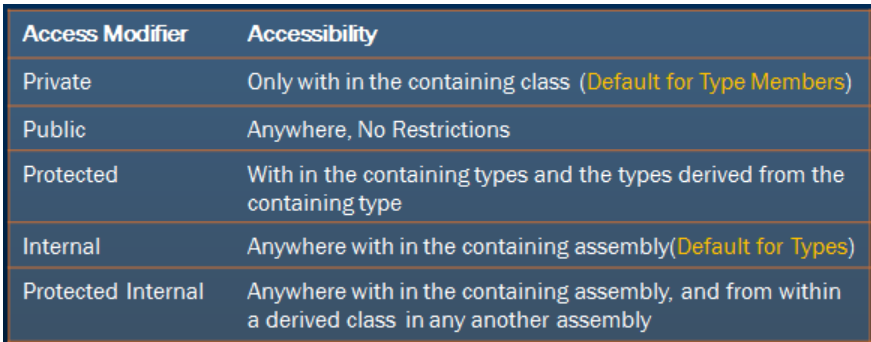 Access Modifier Accessibility
Private Only with in the containing class (Default for Type Members)
Public Anywhere, No Restrictions
Protected With in the containing types and the types derived from the
containing type
Internal Anywhere with in the containing assembly(Default for Types)
Protected Internal Anywhere with in the containing assembly, and from within
a derived class in any another assembly